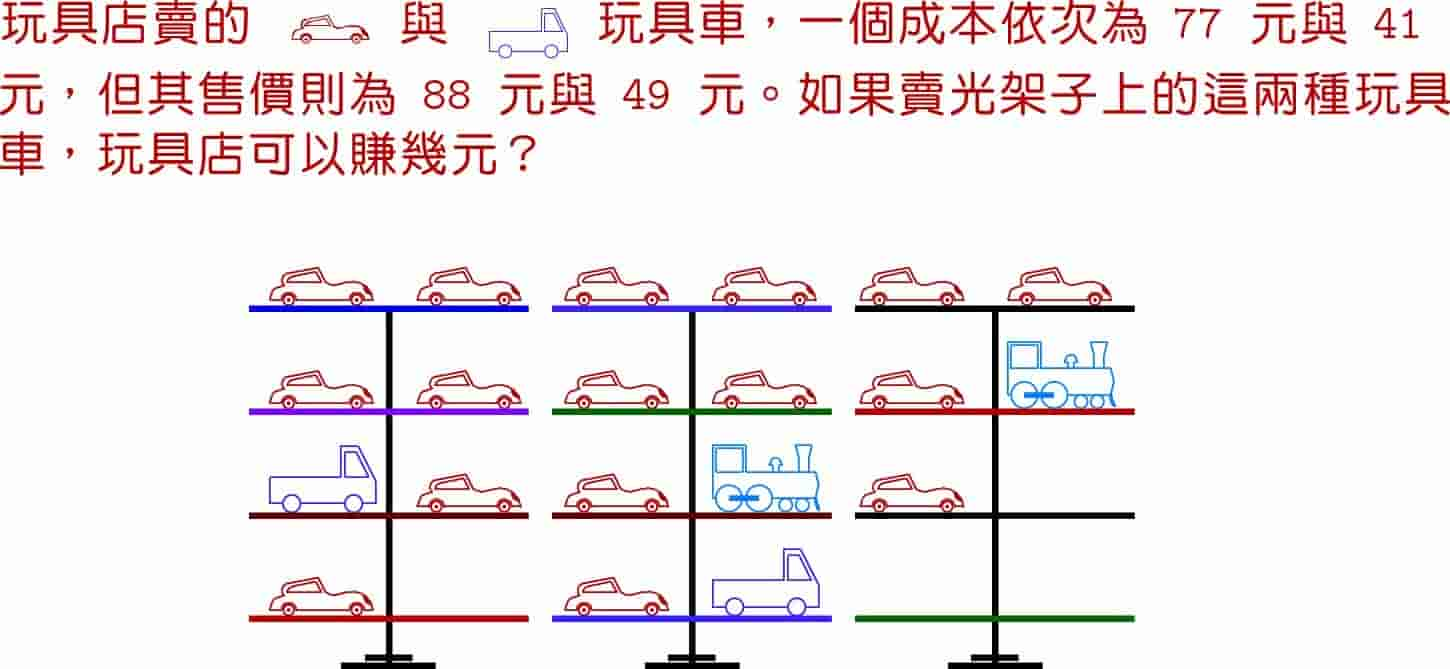 玩具店賣的 與 玩具車，一個成本依次為 77 元與 41
元，但其售價則為 88 元與 49 元。如果賣光架子上的這兩種玩具
車，玩具店可以賺幾元？